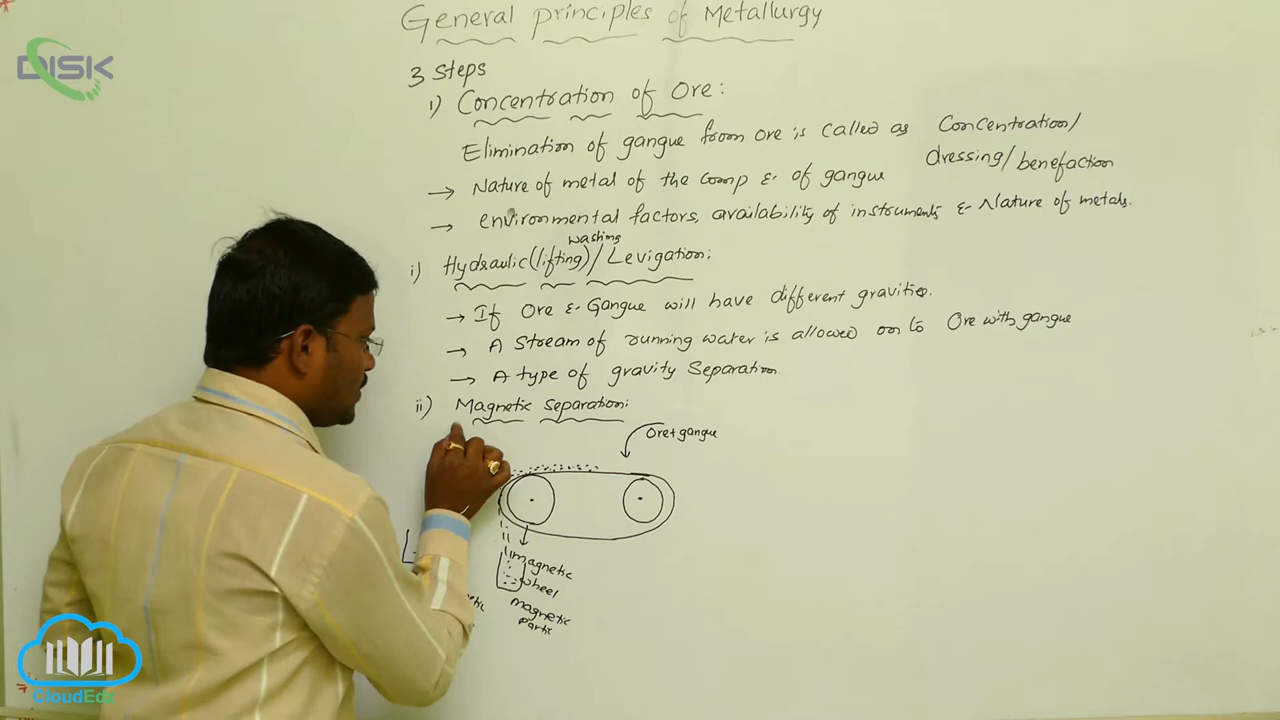 General principles of Metallurgy
DISK
3 Steps
i) Concentration of Ore:
Elimination of gangue from ore is called as Concentration/
dressing/benefaction
→ Nature of metal of the comp & of gangue
→ environmental factors, availability of instruments & Nature of metals.
washing
i) Hydraulic (lifting)/Levigation:
→ If Ore & Gangue will have different gravities.
→ A Stream of running water is allowed on to Ore with gangue
→ A type of gravity Separation.
ii) Magnetic Separation:
Ore+gangue
magnetic
wheel
magnetic
partic
CloudEdz